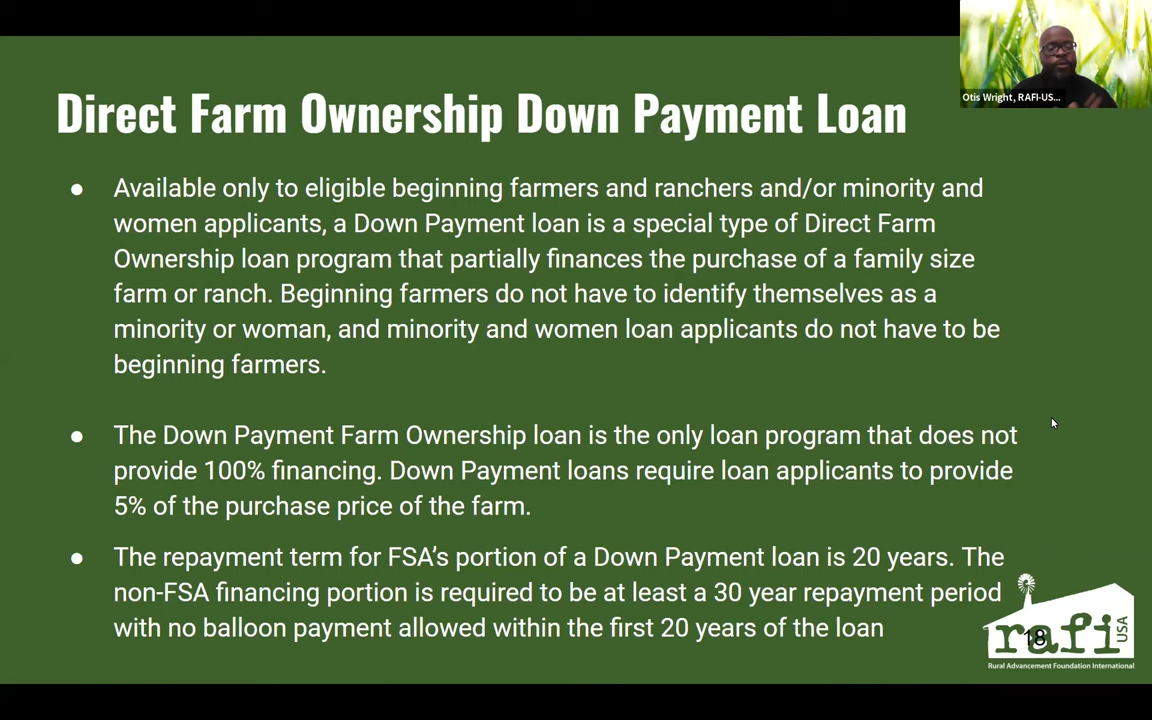 Otis Wright, RAFI-US...
Direct Farm Ownership Down Payment Loan
● Available only to eligible beginning farmers and ranchers and/or minority and
women applicants, a Down Payment loan is a special type of Direct Farm
Ownership loan program that partially finances the purchase of a family size
farm or ranch. Beginning farmers do not have to identify themselves as a
minority or woman, and minority and women loan applicants do not have to be
beginning farmers.
● The Down Payment Farm Ownership loan is the only loan program that does not
provide 100% financing. Down Payment loans require loan applicants to provide
5% of the purchase price of the farm.
● The repayment term for FSA's portion of a Down Payment loan is 20 years. The
non-FSA financing portion is required to be at least a 30 year repayment period
with no balloon payment allowed within the first 20 years of the loan
rafi USA
18
Rural Advancement Foundation International